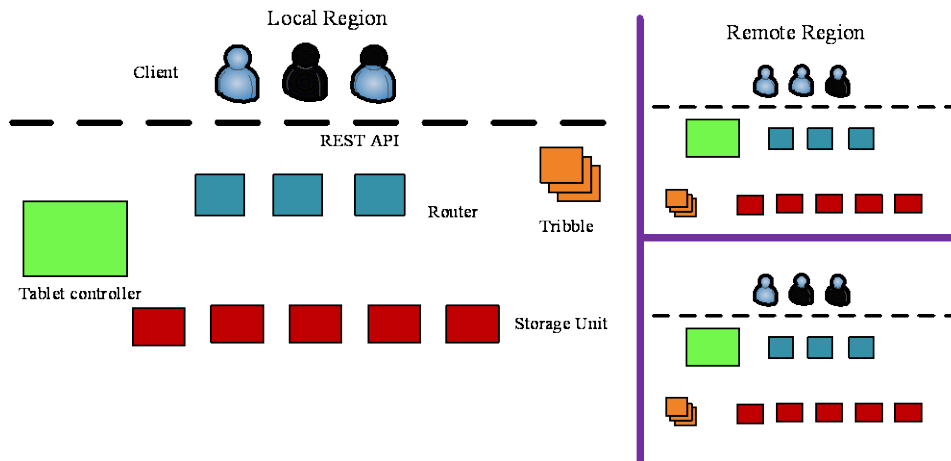 Local Region
Remote Region
Client
REST API
Router
Tribble
Tablet controller
Storage Unit